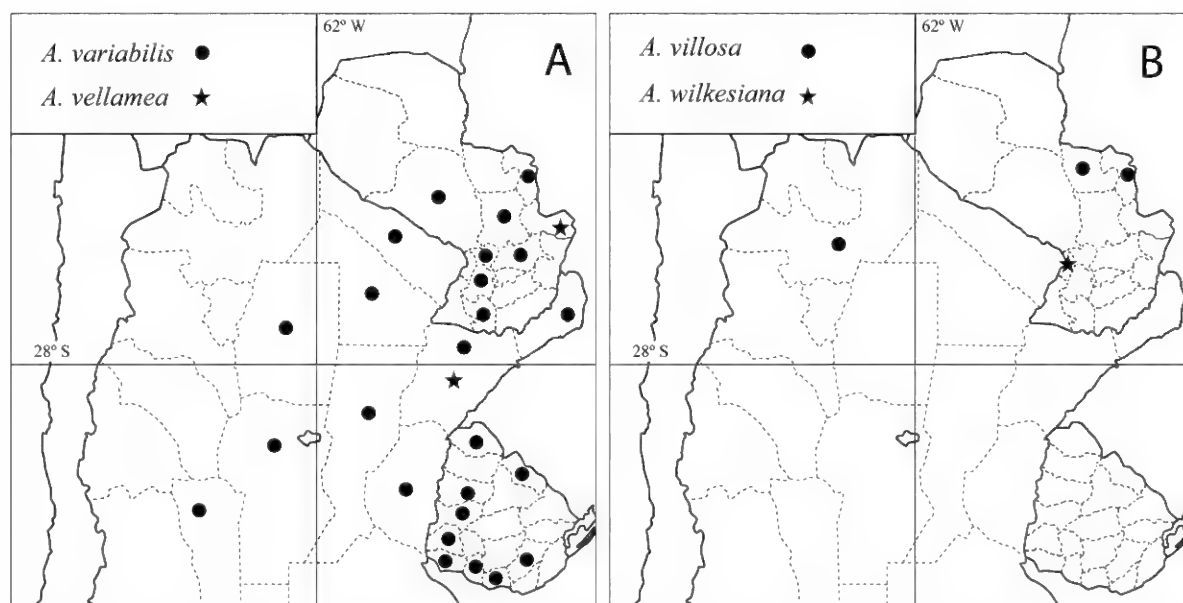 62° W
A. variabilis
A. vellamea
A
28° S
62° W
A. villosa
A. wilkesiana
B
28° S